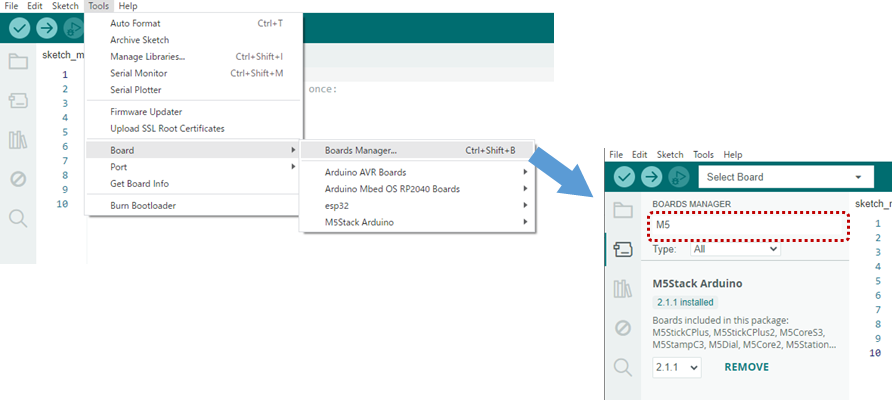 File Edit Sketch Tools Help
sketch_m
1
2
3
4
5
6
7
8
9
10
once:
Auto Format Ctrl+T
Archive Sketch
Manage Libraries... Ctrl+Shift+I
Serial Monitor Ctrl+Shift+M
Serial Plotter
Firmware Updater
Upload SSL Root Certificates
Board
Port
Get Board Info
Burn Bootloader
Boards Manager... Ctrl+Shift+B
Arduino AVR Boards
Arduino Mbed OS RP2040 Boards
esp32
M5Stack Arduino
File Edit Sketch Tools Help
Select Board
BOARDS MANAGER
M5
Type: All
M5Stack Arduino
2.1.1 installed
Boards included in this package:
M5StickCPlus, M5StickCPlus2, M5CoreS3,
M5StampC3, M5Dial, M5Core2, M5Station...
2.1.1 REMOVE
sketch_m
1
2
3
4
5
6
7
8
9
10